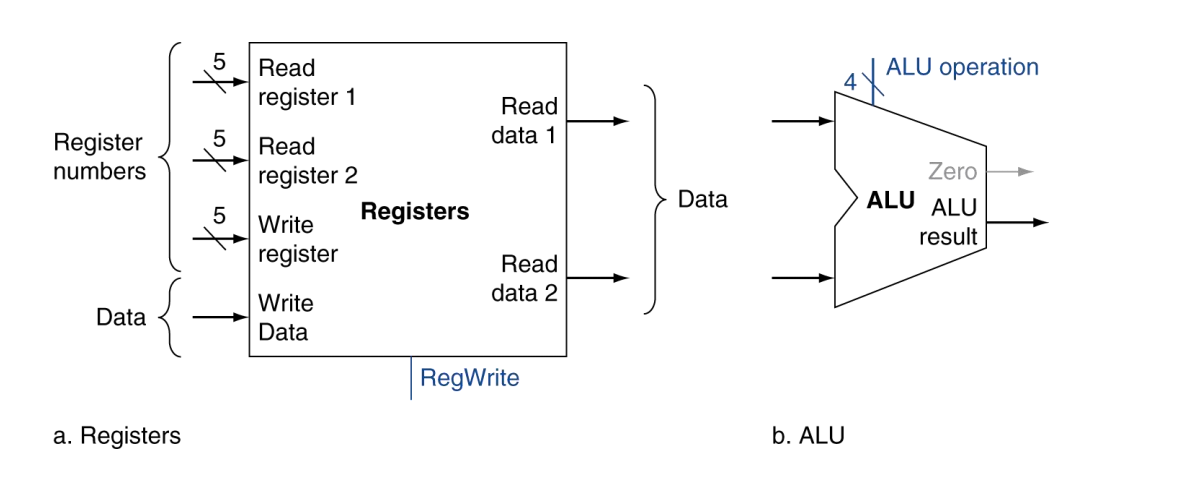 5
Read
register 1
5
Read
register 2
5
Write
register
Write
Data
Register
numbers
Data
Registers
Read
data 1
Read
data 2
Data
RegWrite
a. Registers
4
ALU operation
Zero
ALU
ALU
result
b. ALU